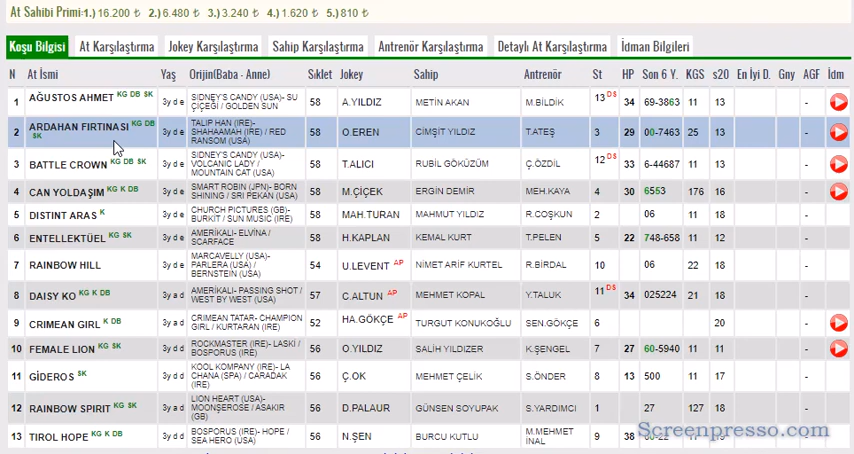 At Sahibi Primi:1.) 16.200 ₺ 2.) 6.480 ₺ 3.) 3.240 ₺ 4.) 1.620 ₺ 5.) 810 ₺
Koşu Bilgisi At Karşılaştırma Jokey Karşılaştırma Sahip Karşılaştırma Antrenör Karşılaştırma Detaylı At Karşılaştırma İdman Bilgileri
N At İsmi Yaş Orijin(Baba - Anne) Sıklet Jokey Sahip Antrenör St HP Son 6 Y. KGS s20 En İyi D. Gny AGF İdm
1 AĞUSTOS AHMET KG DB SK 3y d e SIDNEY'S CANDY (USA)- SU ÇİÇEĞİ / GOLDEN SUN 58 A.YILDIZ METİN AKAN M.BİLDİK 13 DS 34 69-3863 11 13 -
2 ARDAHAN FIRTINASI KG DB SK 3y d e TALIP HAN (IRE)- SHAHAAMAH (IRE) / RED RANSOM (USA) 58 O.EREN CİMŞİT YILDIZ T.ATEŞ 3 29 00-7463 25 13 -
3 BATTLE CROWN KG DB SK 3y d e SIDNEY'S CANDY (USA)- VOLCANIC LADY / MOUNTAIN CAT (USA) 58 T.ALICI RUBİL GÖKÜZÜM Ç.ÖZDİL 12 DS 33 6-44687 11 13 -
4 CAN YOLDAŞIM KG K DB 3y d e SMART ROBIN (JPN)- BORN SHINING / SRI PEKAN (USA) 58 M.ÇİÇEK ERGİN DEMİR MEH.KAYA 4 30 6553 176 16 -
5 DISTINT ARAS K 3y d e CHURCH PICTURES (GB)- BURKİT / SUN MUSIC (IRE) 58 MAH.TURAN MAHMUT YILDIZ R.COŞKUN 2 06 11 18 -
6 ENTELLEKTÜEL KG SK 3y d e AMERİKALI- ELVİNA / SCARFACE 58 H.KAPLAN KEMAL KURT T.PELEN 5 22 748-658 11 12 -
7 RAINBOW HILL 3y d e MARCAVELLY (USA)- PARLERA (USA) / BERNSTEIN (USA) 54 U.LEVENT AP NİMET ARİF KURTEL R.BİRDAL 10 06 22 18 -
8 DAISY KO KG K DB 3y a d AMERİKALI- PASSING SHOT / WEST BY WEST (USA) 57 C.ALTUN AP MEHMET KOPAL Y.TALUK 11 DS 34 025224 21 18 -
9 CRIMEAN GIRL K DB 3y a d CRIMEAN TATAR- CHAMPION GIRL / KURTARAN (IRE) 52 HA.GÖKÇE AP TURGUT KONUKOĞLU SEN.GÖKÇE 6 20 -
10 FEMALE LION KG SK 3y d d ROCKMASTER (IRE)- LASKİ / BOSPORUS (IRE) 56 O.YILDIZ SALİH YILDIZER K.ŞENGEL 7 27 60-5940 11 11 -
11 GİDEROS SK 3y d d KOOL KOMPANY (IRE)- LA CHANA (SPA) / CARADAK (IRE) 56 Ç.OK MEHMET ÇELİK S.ÖNDER 8 13 500 11 17 -
12 RAINBOW SPIRIT KG SK 3y a d LION HEART (USA)- MOONŞEROSE / ASAKIR (GB) 56 D.PALAUR GÜNSEN SOYUPAK S.YARDIMCI 1 27 127 18 -
13 TIROL HOPE KG K DB 3y d d BOSPORUS (IRE)- HOPE / SEA HERO (USA) 56 N.ŞEN BURCU KUTLU M.MEHMET İNAL 9 38
Screenpresso.com